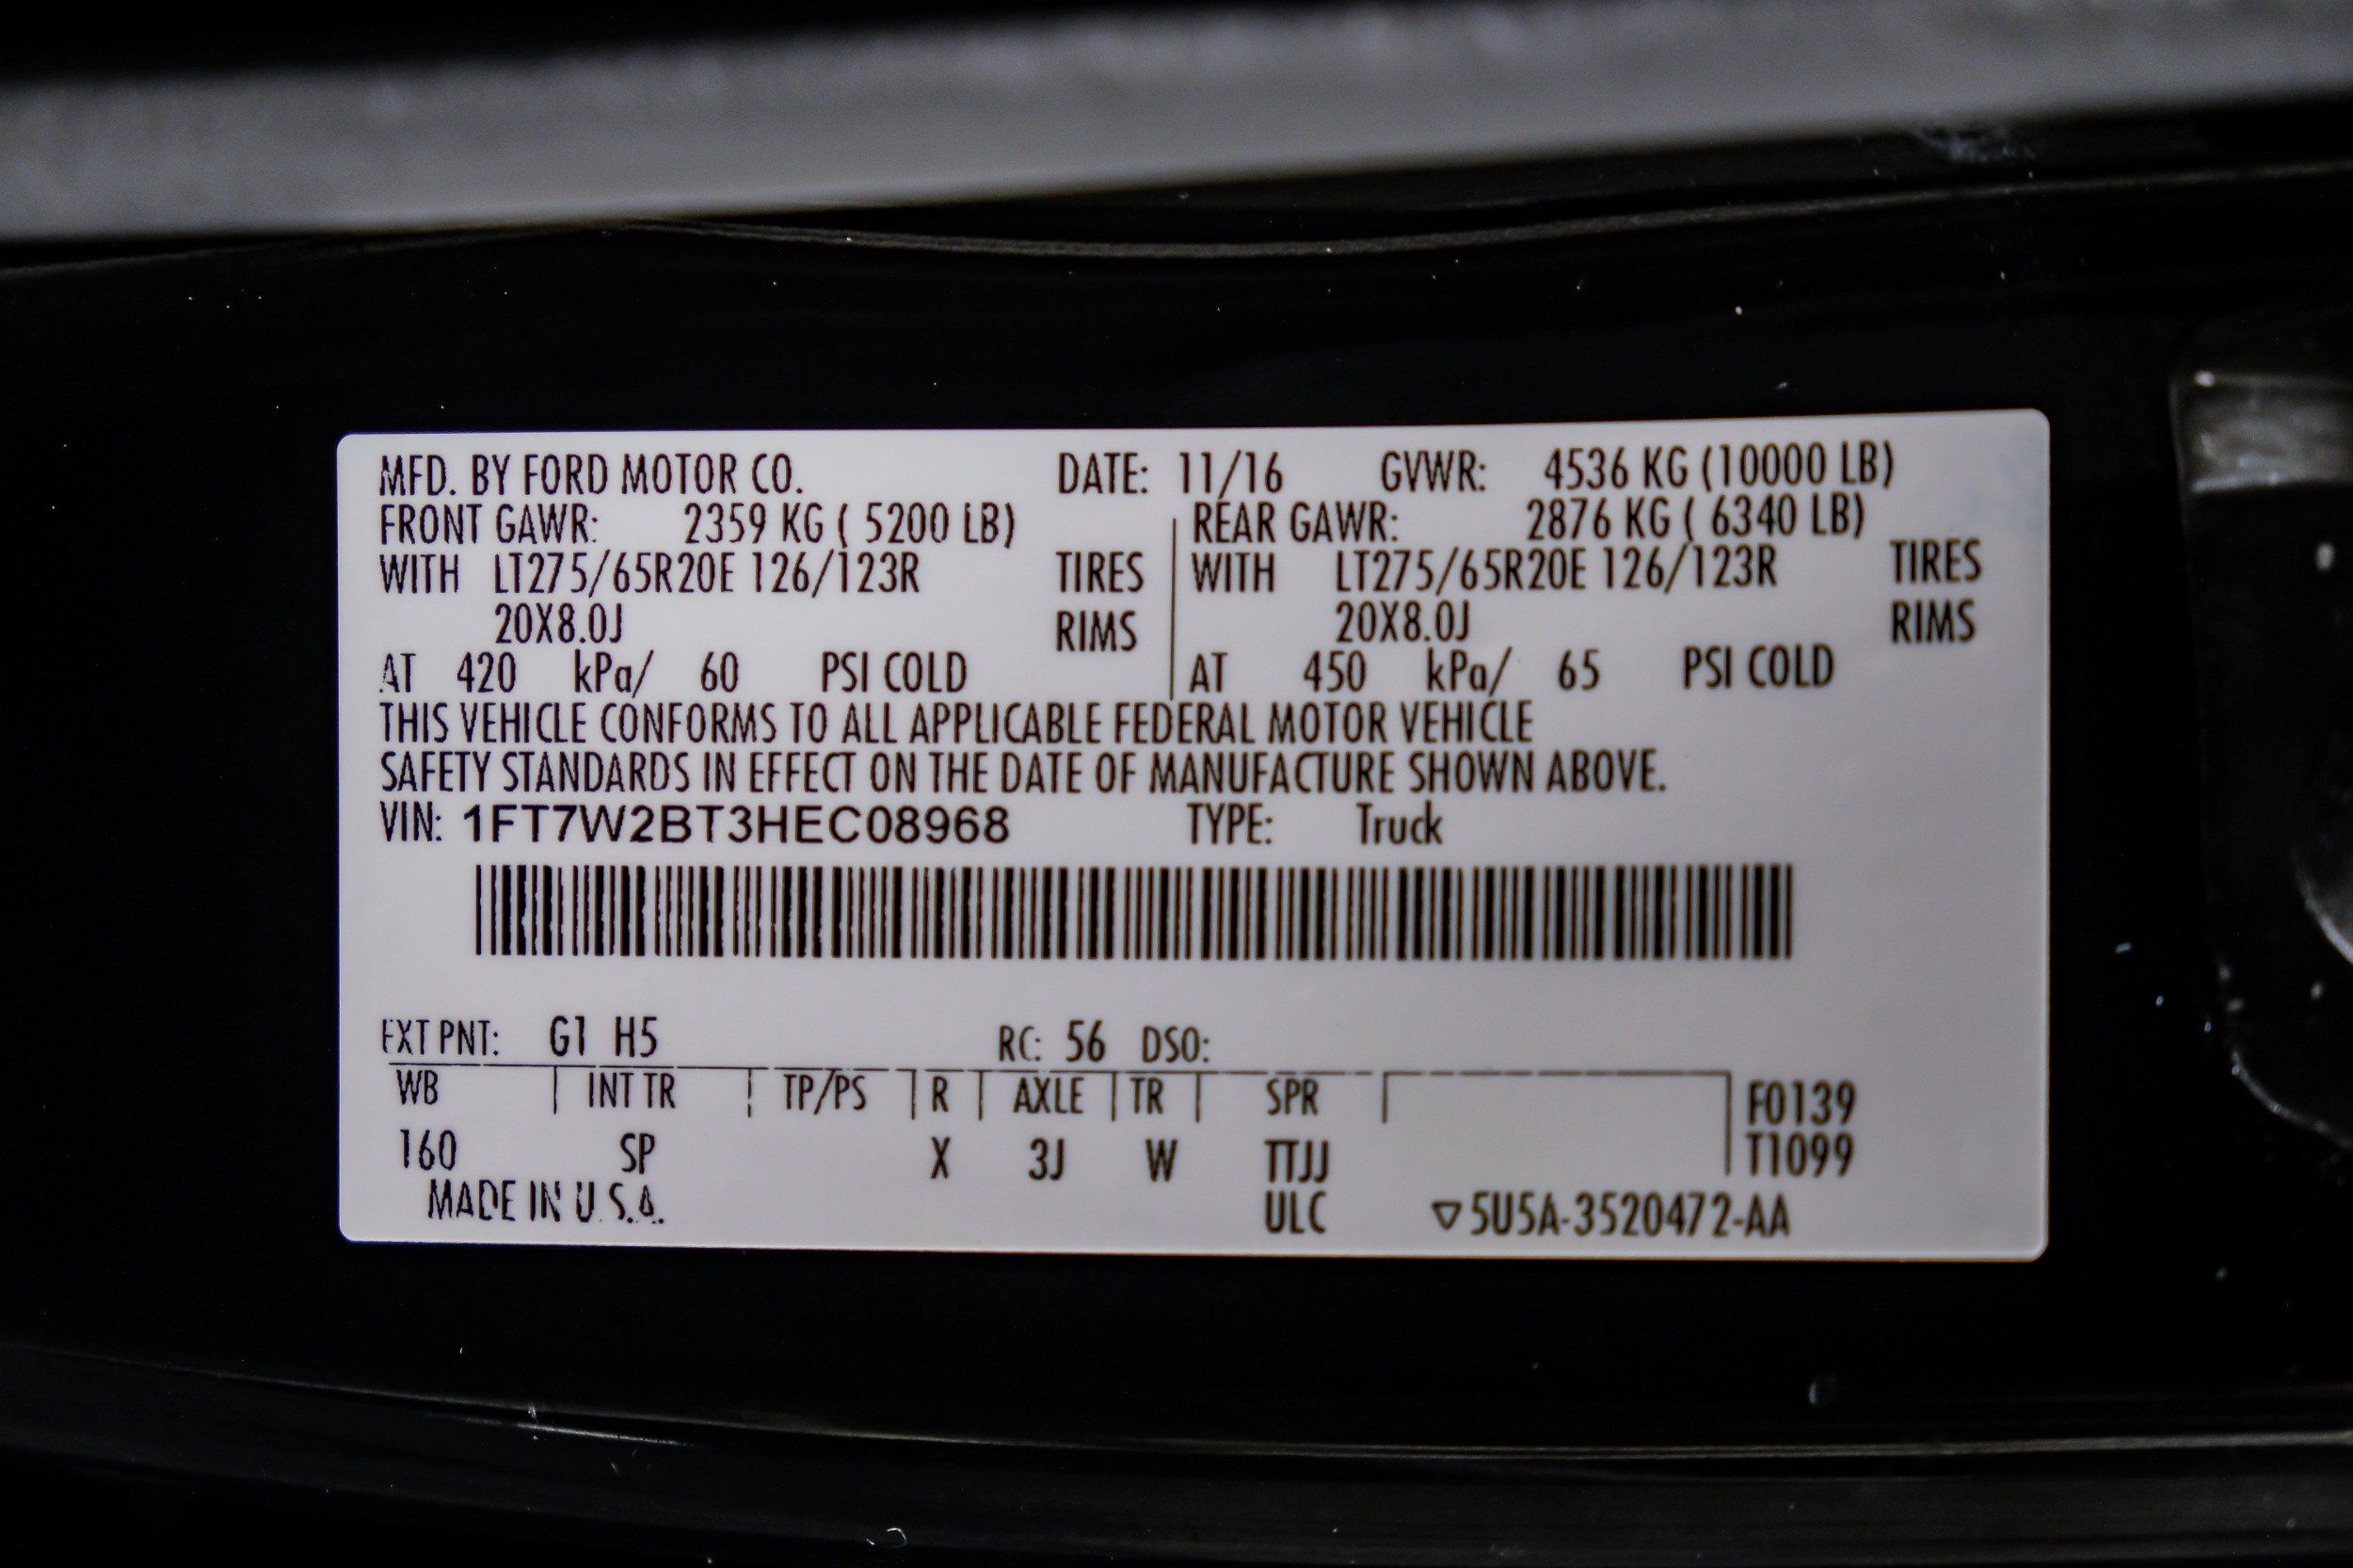 MFD. BY FORD MOTOR CO. DATE: 11/16 GVWR: 4536 KG (10000 LB)
FRONT GAWR: 2359 KG ( 5200 LB) REAR GAWR: 2876 KG ( 6340 LB)
WITH LT275/65R20E 126/123R TIRES WITH LT275/65R20E 126/123R TIRES
20X8.0J RIMS 20X8.0J RIMS
AT 420 kPa/ 60 PSI COLD AT 450 kPa/ 65 PSI COLD
THIS VEHICLE CONFORMS TO ALL APPLICABLE FEDERAL MOTOR VEHICLE
SAFETY STANDARDS IN EFFECT ON THE DATE OF MANUFACTURE SHOWN ABOVE.
VIN: 1FT7W2BT3HEC08968 TYPE: Truck
EXT PNT: G1 H5 RC: 56 DSO:
WB INT TR TP/PS R AXLE TR SPR F0139
160 SP X 3J W TTJJ T1099
MADE IN U.S.A. ULC ▽5U5A-3520472-AA